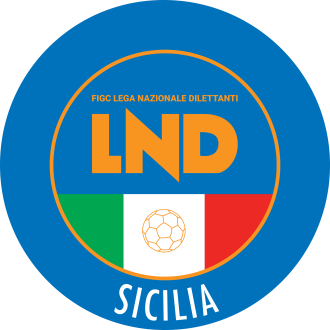 FIGC LEGA NAZIONALE DILETTANTI
LND
SICILIA